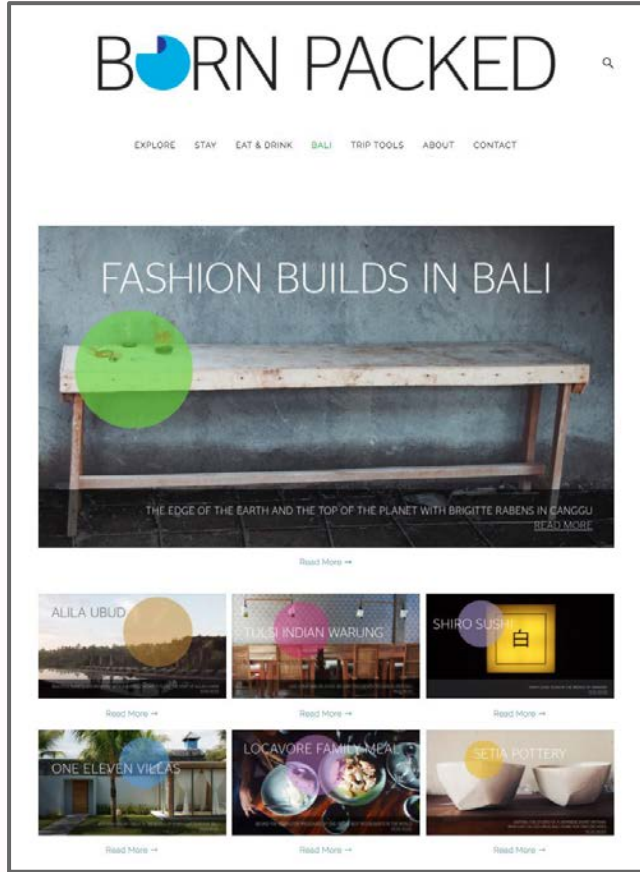 BORN PACKED
EXPLORE STAY EAT & DRINK BALI TRIP TOOLS ABOUT CONTACT
FASHION BUILDS IN BALI
THE EDGE OF THE EARTH AND THE TOP OF THE PLANET WITH BRIGITTE RABENS IN CANGGU
READ MORE
Read More →
ALILA UBUD
TULSI INDIAN WARUNG
SHIRO SUSHI
自
Read More → Read More → Read More →
ONE ELEVEN VILLAS
LOCAVORE FAMILY MEAL
SETIA POTTERY
Read More → Read More → Read More →